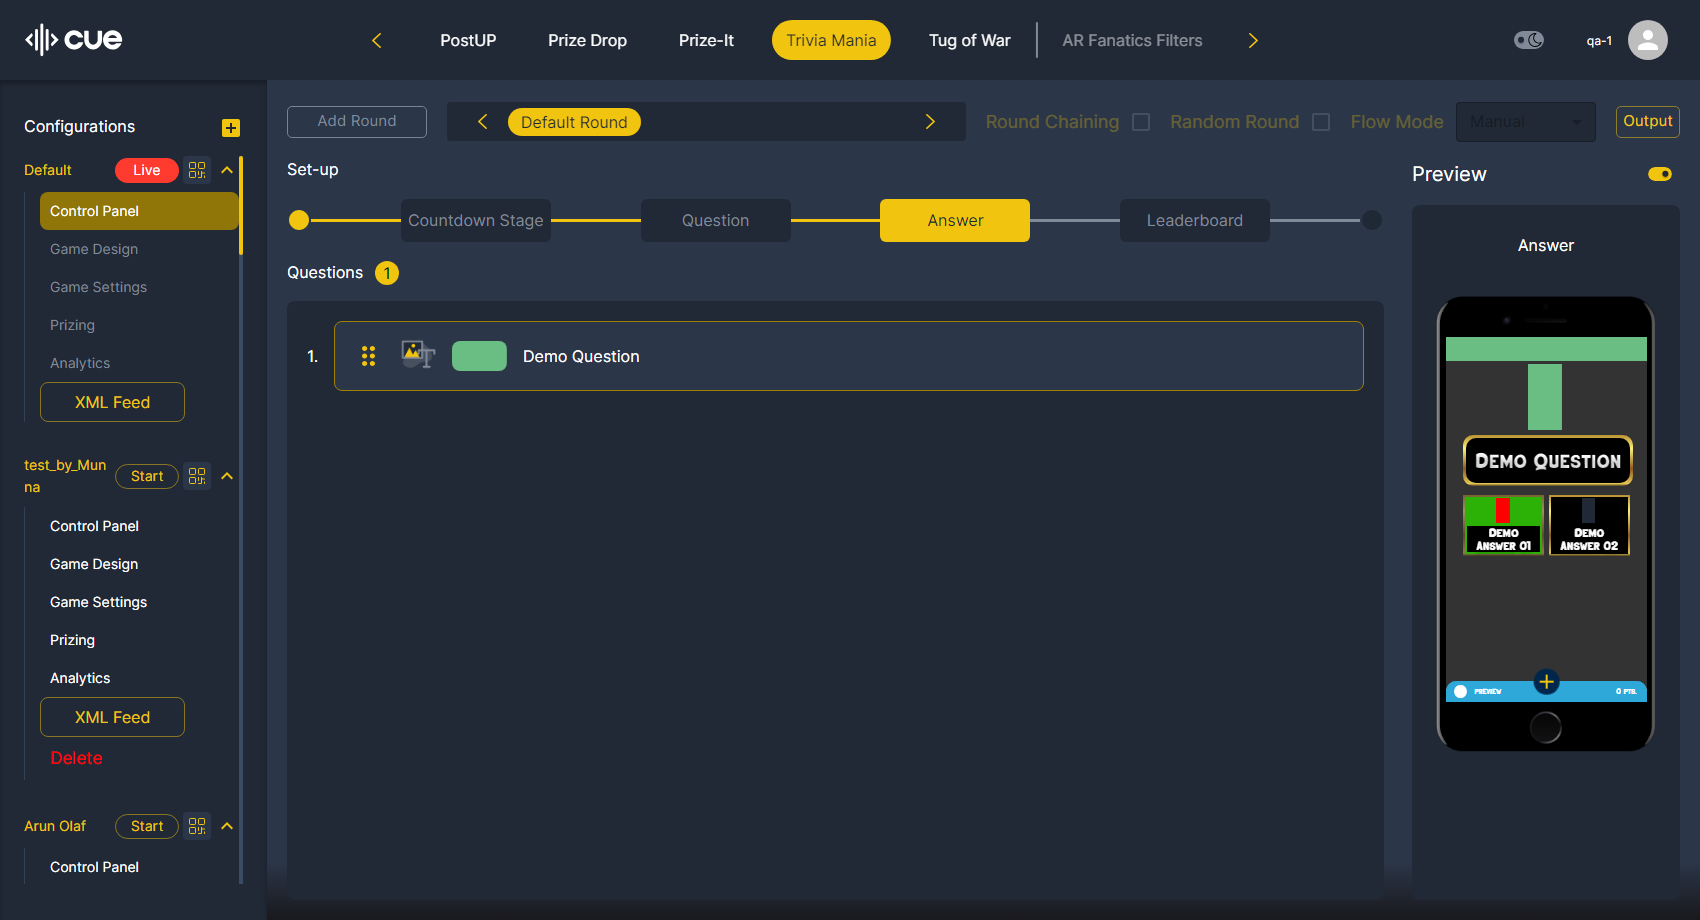 cue
PostUP
Prize Drop
Prize-It
Trivia Mania
Tug of War
AR Fanatics Filters
qa-1
Configurations
Default
Live
Control Panel
Game Design
Game Settings
Prizing
Analytics
XML Feed
test_by_Mun
na
Start
Control Panel
Game Design
Game Settings
Prizing
Analytics
XML Feed
Delete
Arun Olaf
Start
Control Panel
Add Round
Default Round
Round Chaining
Random Round
Flow Mode
Manual
Output
Set-up
Countdown Stage
Question
Answer
Leaderboard
Questions
1
1.
Demo Question
Preview
Answer
Demo Question
Demo
Answer 01
Demo
Answer 02
PREVIEW
0 PTS.